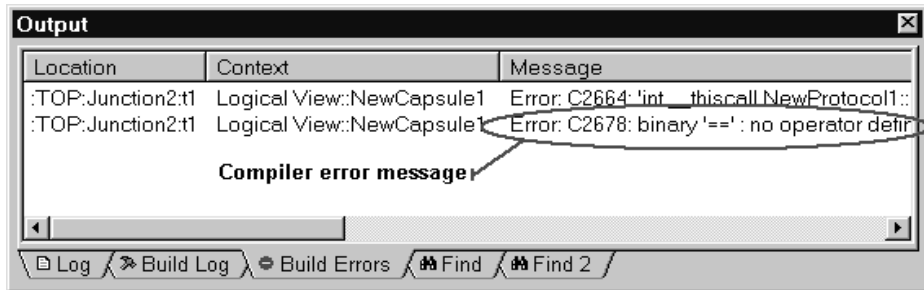 Output
Location Context Message
:TOP:Junction2:t1 Logical View::NewCapsule1 Error: C2664: 'int __thiscall NewProtocol1::
:TOP:Junction2:t1 Logical View::NewCapsule1 Error: C2678: binary '==' : no operator defin
Compiler error message
Log Build Log Build Errors Find Find 2